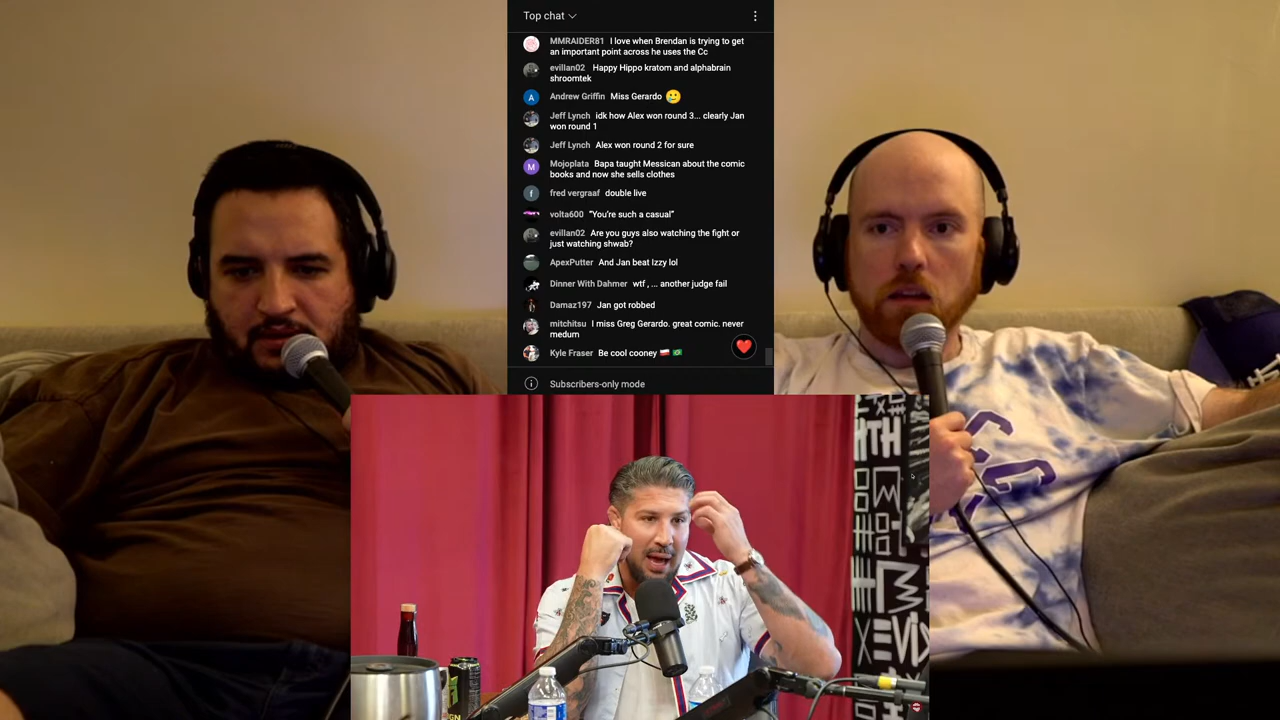 Top chat
MMRAIDER81 I love when Brendan is trying to get
an important point across he uses the Cc
evillan02 Happy Hippo kratom and alphabrain
shroomtek
A Andrew Griffin Miss Gerardo 🥲
Jeff Lynch idk how Alex won round 3... clearly Jan
won round 1
Jeff Lynch Alex won round 2 for sure
M Mojoplata Bapa taught Messican about the comic
books and now she sells clothes
f fred vergraaf double live
volta600 “You're such a casual”
evillan02 Are you guys also watching the fight or
just watching shwab?
ApexPutter And Jan beat Izzy lol
Dinner With Dahmer wtf , ... another judge fail
Damaz197 Jan got robbed
mitchitsu I miss Greg Gerardo. great comic. never
medum
Kyle Fraser Be cool cooney 🇵🇱 🇧🇷
Subscribers-only mode